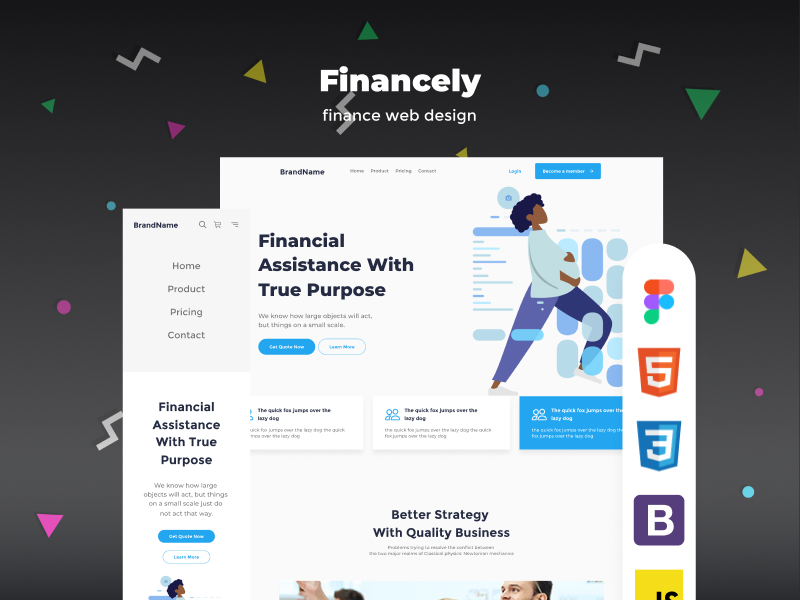 Financely
finance web design
BrandName
Home Product Pricing Contact
Login
Become a member
Financial
Assistance With
True Purpose
We know how large objects will act,
but things on a small scale.
Get Quote Now
Learn More
The quick fox jumps over the
lazy dog
quick fox jumps over the lazy dog the quick
jumps over the lazy dog
The quick fox jumps over the
lazy dog
the quick fox jumps over the lazy dog the quick
fox jumps over the lazy dog
The quick fox jumps over the
lazy dog
the quick fox jumps over the lazy dog the
fox jumps over the lazy dog
Better Strategy
With Quality Business
Problems trying to resolve the conflict between
the two major realms of Classical physics: Newtonian mechanics
BrandName
Home
Product
Pricing
Contact
Financial
Assistance
With True
Purpose
We know how large
objects will act, but things
on a small scale just do
not act that way.
Get Quote Now
Learn More
5
3
B
JS